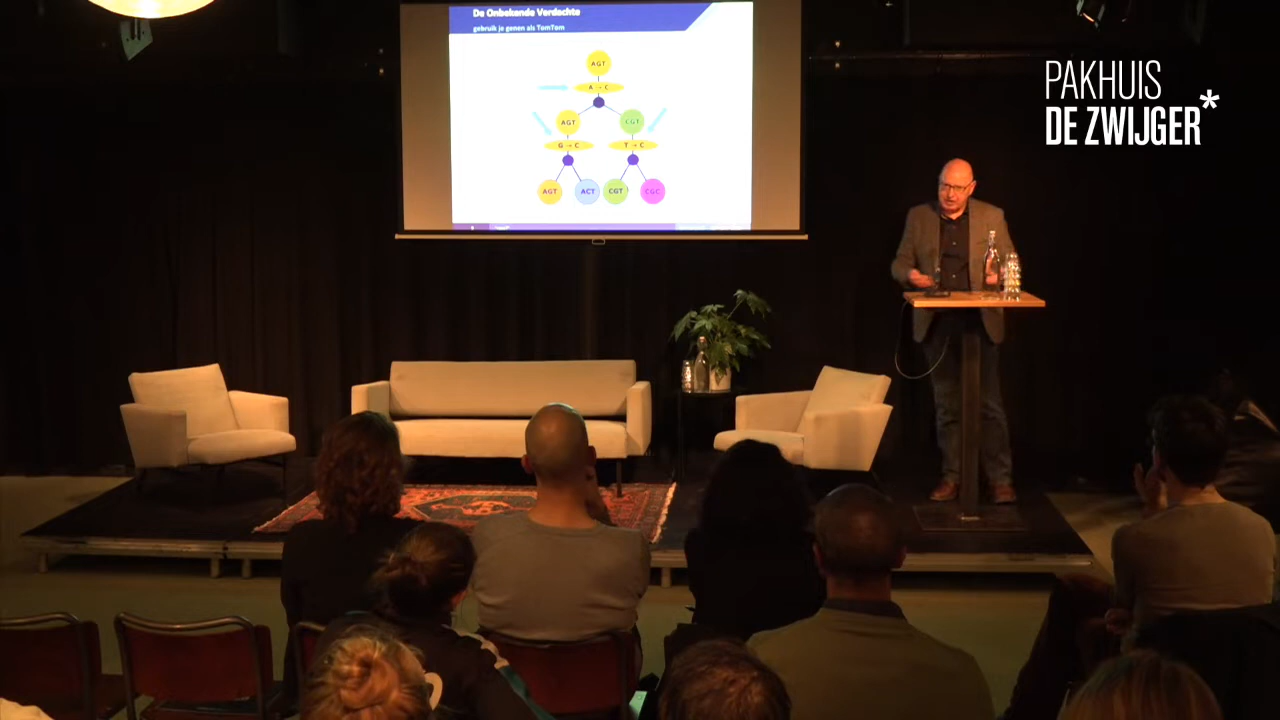 De Onbekende Verdachte
gebruik je genen als TomTom
AGT
A → C
AGT
CGT
G → C
T → C
AGT
ACT
CGT
CGC
PAKHUIS
DE ZWIJGER*